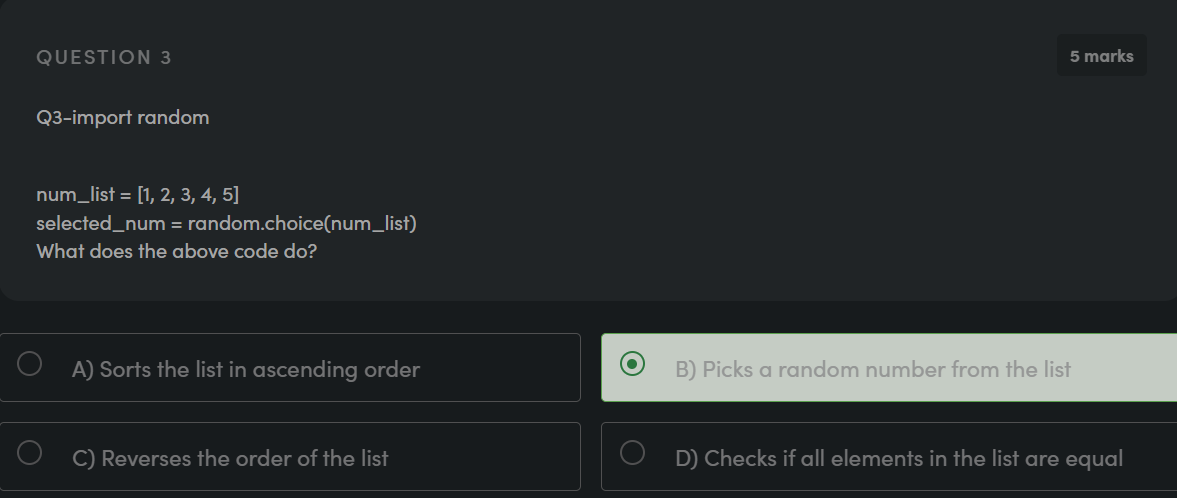 QUESTION 3
5 marks
Q3-import random
num_list = [1, 2, 3, 4, 5]
selected_num = random.choice(num_list)
What does the above code do?
A) Sorts the list in ascending order
B) Picks a random number from the list
C) Reverses the order of the list
D) Checks if all elements in the list are equal